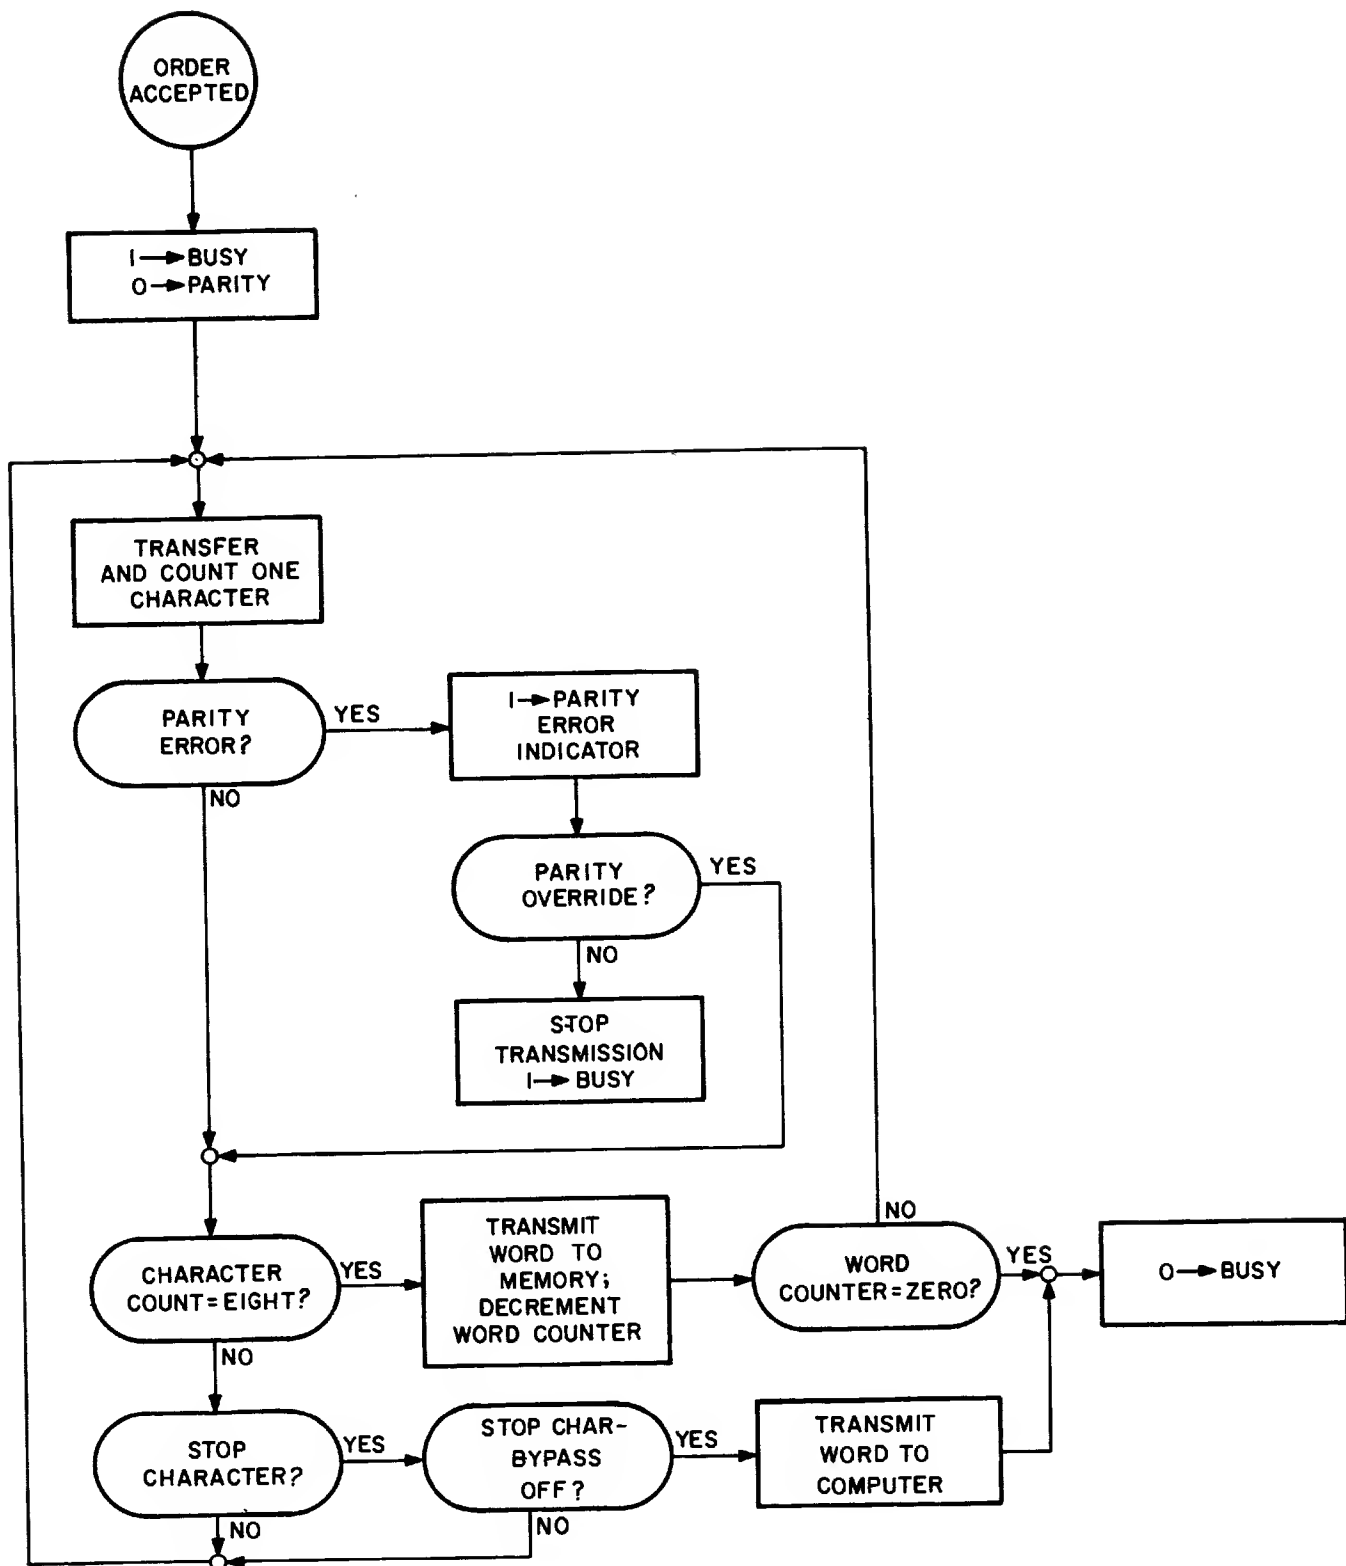 ORDER
ACCEPTED
1→BUSY
0→PARITY
TRANSFER
AND COUNT ONE
CHARACTER
PARITY
ERROR?
YES
NO
1→PARITY
ERROR
INDICATOR
PARITY
OVERRIDE?
YES
NO
STOP
TRANSMISSION
1→BUSY
CHARACTER
COUNT=EIGHT?
YES
NO
TRANSMIT
WORD TO
MEMORY;
DECREMENT
WORD COUNTER
NO
WORD
COUNTER=ZERO?
YES
0→BUSY
STOP
CHARACTER?
YES
NO
STOP CHAR-
BYPASS
OFF?
YES
NO
TRANSMIT
WORD TO
COMPUTER